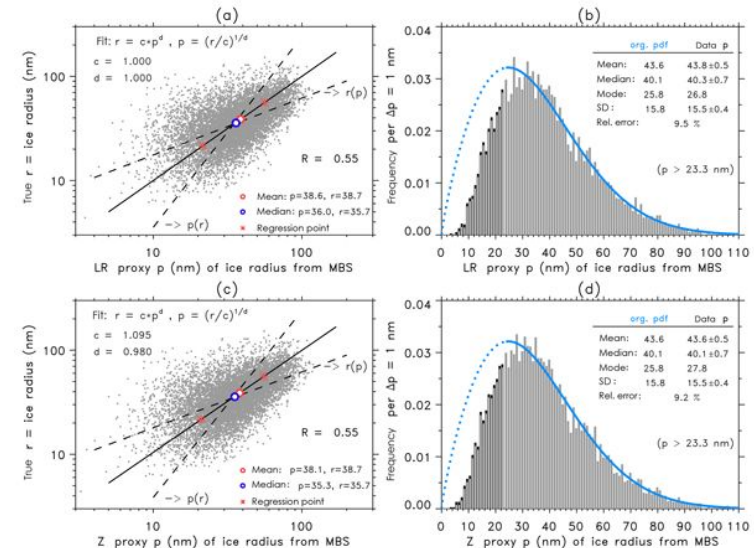 (a)
Fit: r = c∗p^d , p = (r/c)^1/d
c = 1.000
d = 1.000
−> r(p)
R = 0.55
Mean: p=38.6, r=38.7
Median: p=36.0, r=35.7
Regression point
−> p(r)
True r = ice radius (nm)
100
10
10
100
LR proxy p (nm) of ice radius from MBS
(b)
org. pdf Data p
Mean: 43.6 43.8±0.5
Median: 40.1 40.3±0.7
Mode: 25.8 26.8
SD: 15.8 15.5±0.4
Rel. error: 9.5 %
(p > 23.3 nm)
Frequency per Δp = 1 nm
0.04
0.03
0.02
0.01
0.00
0 10 20 30 40 50 60 70 80 90 100 110
LR proxy p (nm) of ice radius from MBS
(c)
Fit: r = c∗p^d , p = (r/c)^1/d
c = 1.095
d = 0.980
−> r(p)
R = 0.55
Mean: p=38.1, r=38.7
Median: p=35.3, r=35.7
Regression point
−> p(r)
True r = ice radius (nm)
100
10
10
100
Z proxy p (nm) of ice radius from MBS
(d)
org. pdf Data p
Mean: 43.6 43.6±0.5
Median: 40.1 40.1±0.7
Mode: 25.8 27.8
SD: 15.8 15.5±0.4
Rel. error: 9.2 %
(p > 23.3 nm)
Frequency per Δp = 1 nm
0.04
0.03
0.02
0.01
0.00
0 10 20 30 40 50 60 70 80 90 100 110
Z proxy p (nm) of ice radius from MBS